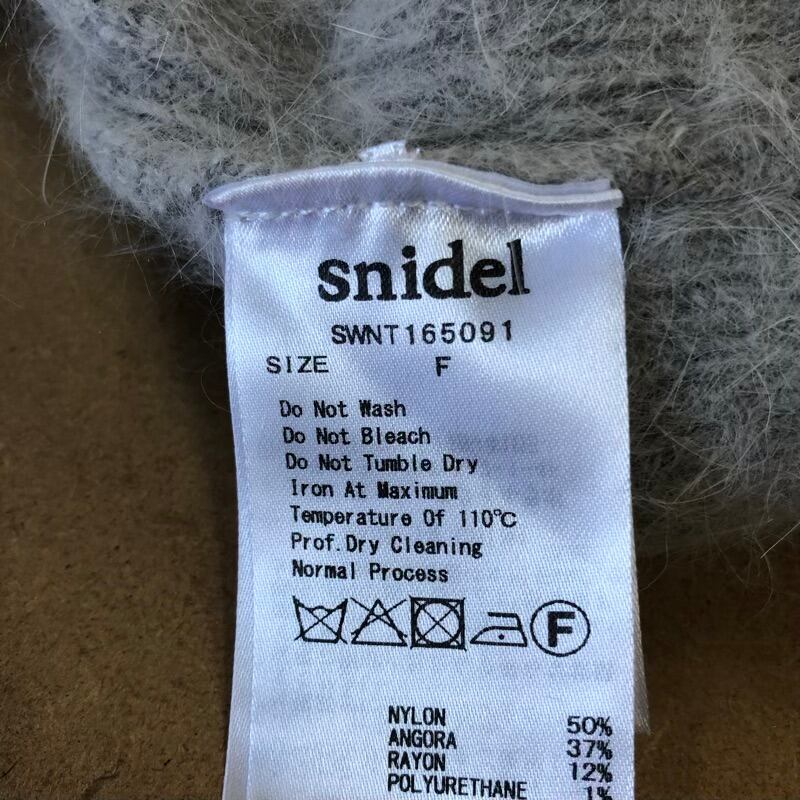 snidel
SWNT165091
SIZE F
Do Not Wash
Do Not Bleach
Do Not Tumble Dry
Iron At Maximum
Temperature Of 110℃
Prof.Dry Cleaning
Normal Process
F
NYLON 50%
ANGORA 37%
RAYON 12%
POLYURETHANE 1%